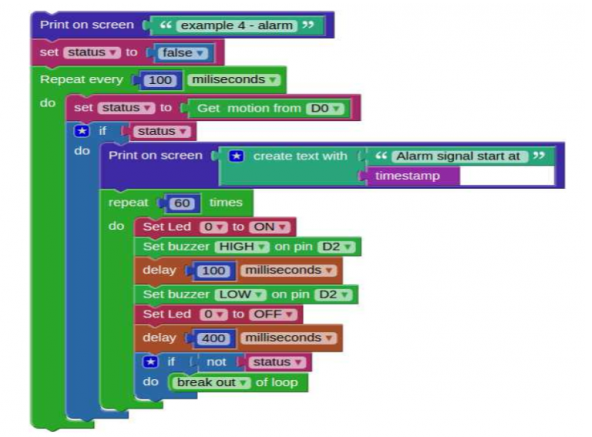 Print on screen “ example 4 - alarm ”
set status ▾ to false ▾
Repeat every 100 miliseconds ▾
do set status ▾ to Get motion from D0 ▾
if status ▾
do Print on screen create text with “ Alarm signal start at ”
timestamp
repeat 60 times
do Set Led 0 ▾ to ON ▾
Set buzzer HIGH ▾ on pin D2 ▾
delay 100 milliseconds ▾
Set buzzer LOW ▾ on pin D2 ▾
Set Led 0 ▾ to OFF ▾
delay 400 milliseconds ▾
if not status ▾
do break out ▾ of loop